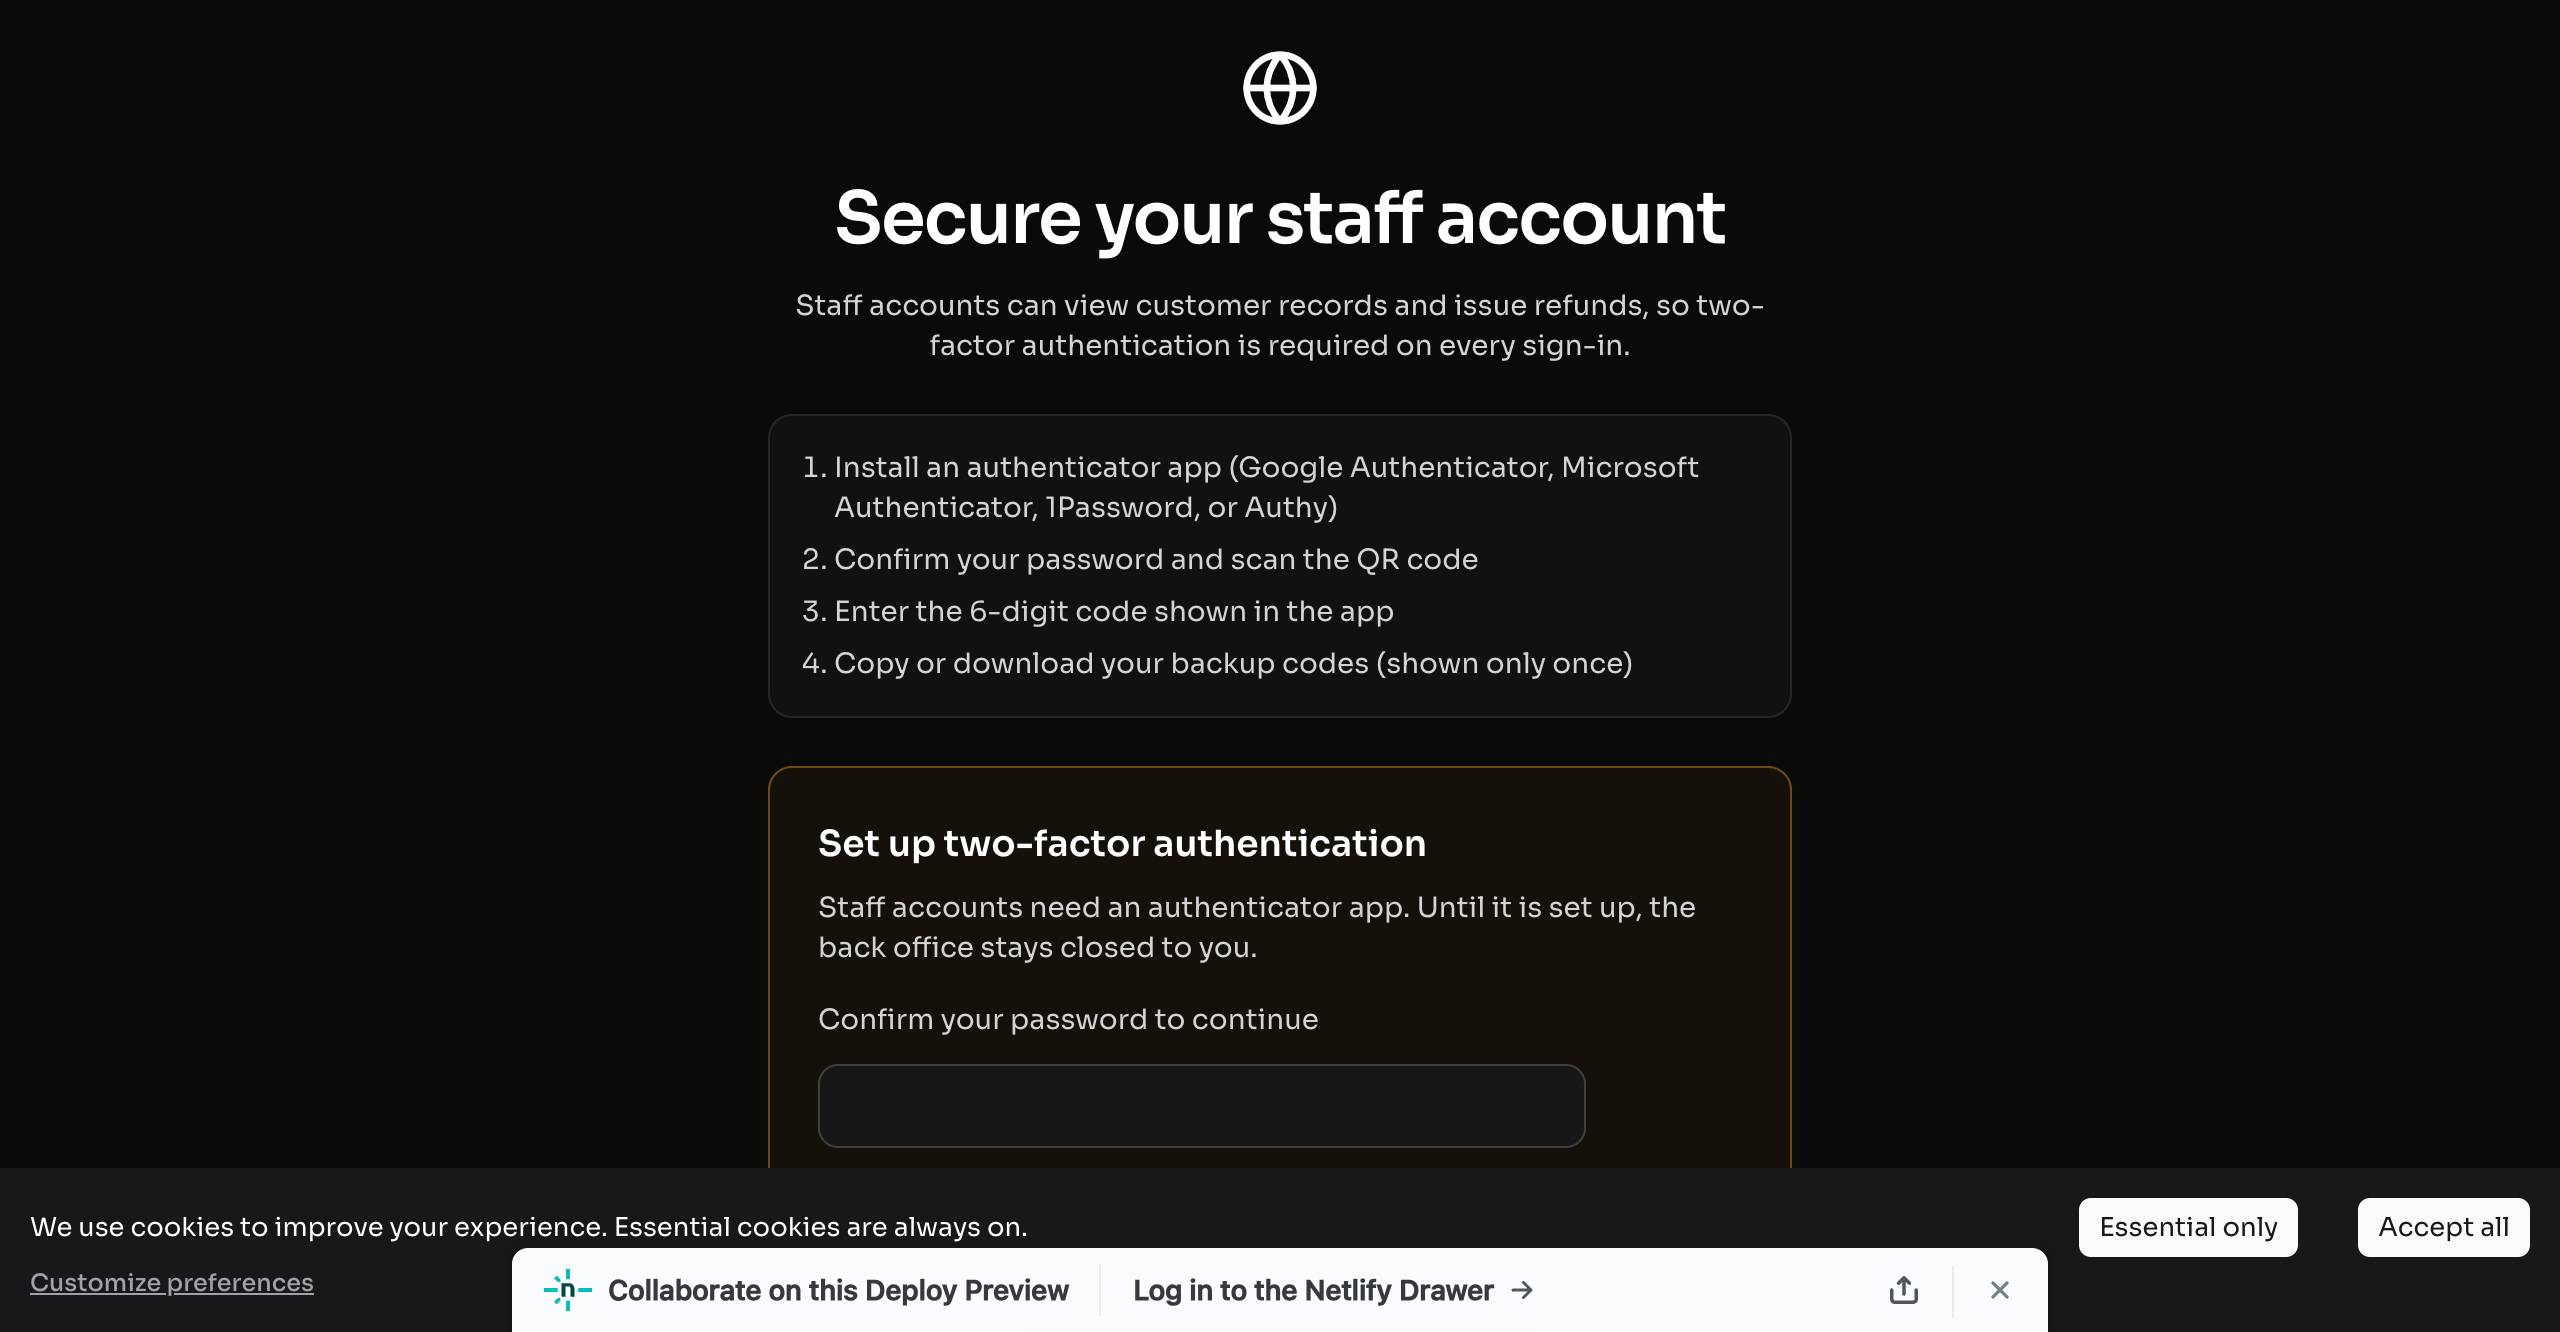 Secure your staff account
Staff accounts can view customer records and issue refunds, so two-
factor authentication is required on every sign-in.
1. Install an authenticator app (Google Authenticator, Microsoft
Authenticator, 1Password, or Authy)
2. Confirm your password and scan the QR code
3. Enter the 6-digit code shown in the app
4. Copy or download your backup codes (shown only once)
Set up two-factor authentication
Staff accounts need an authenticator app. Until it is set up, the
back office stays closed to you.
Confirm your password to continue
We use cookies to improve your experience. Essential cookies are always on.
Customize preferences
Essential only
Accept all
Collaborate on this Deploy Preview
Log in to the Netlify Drawer →